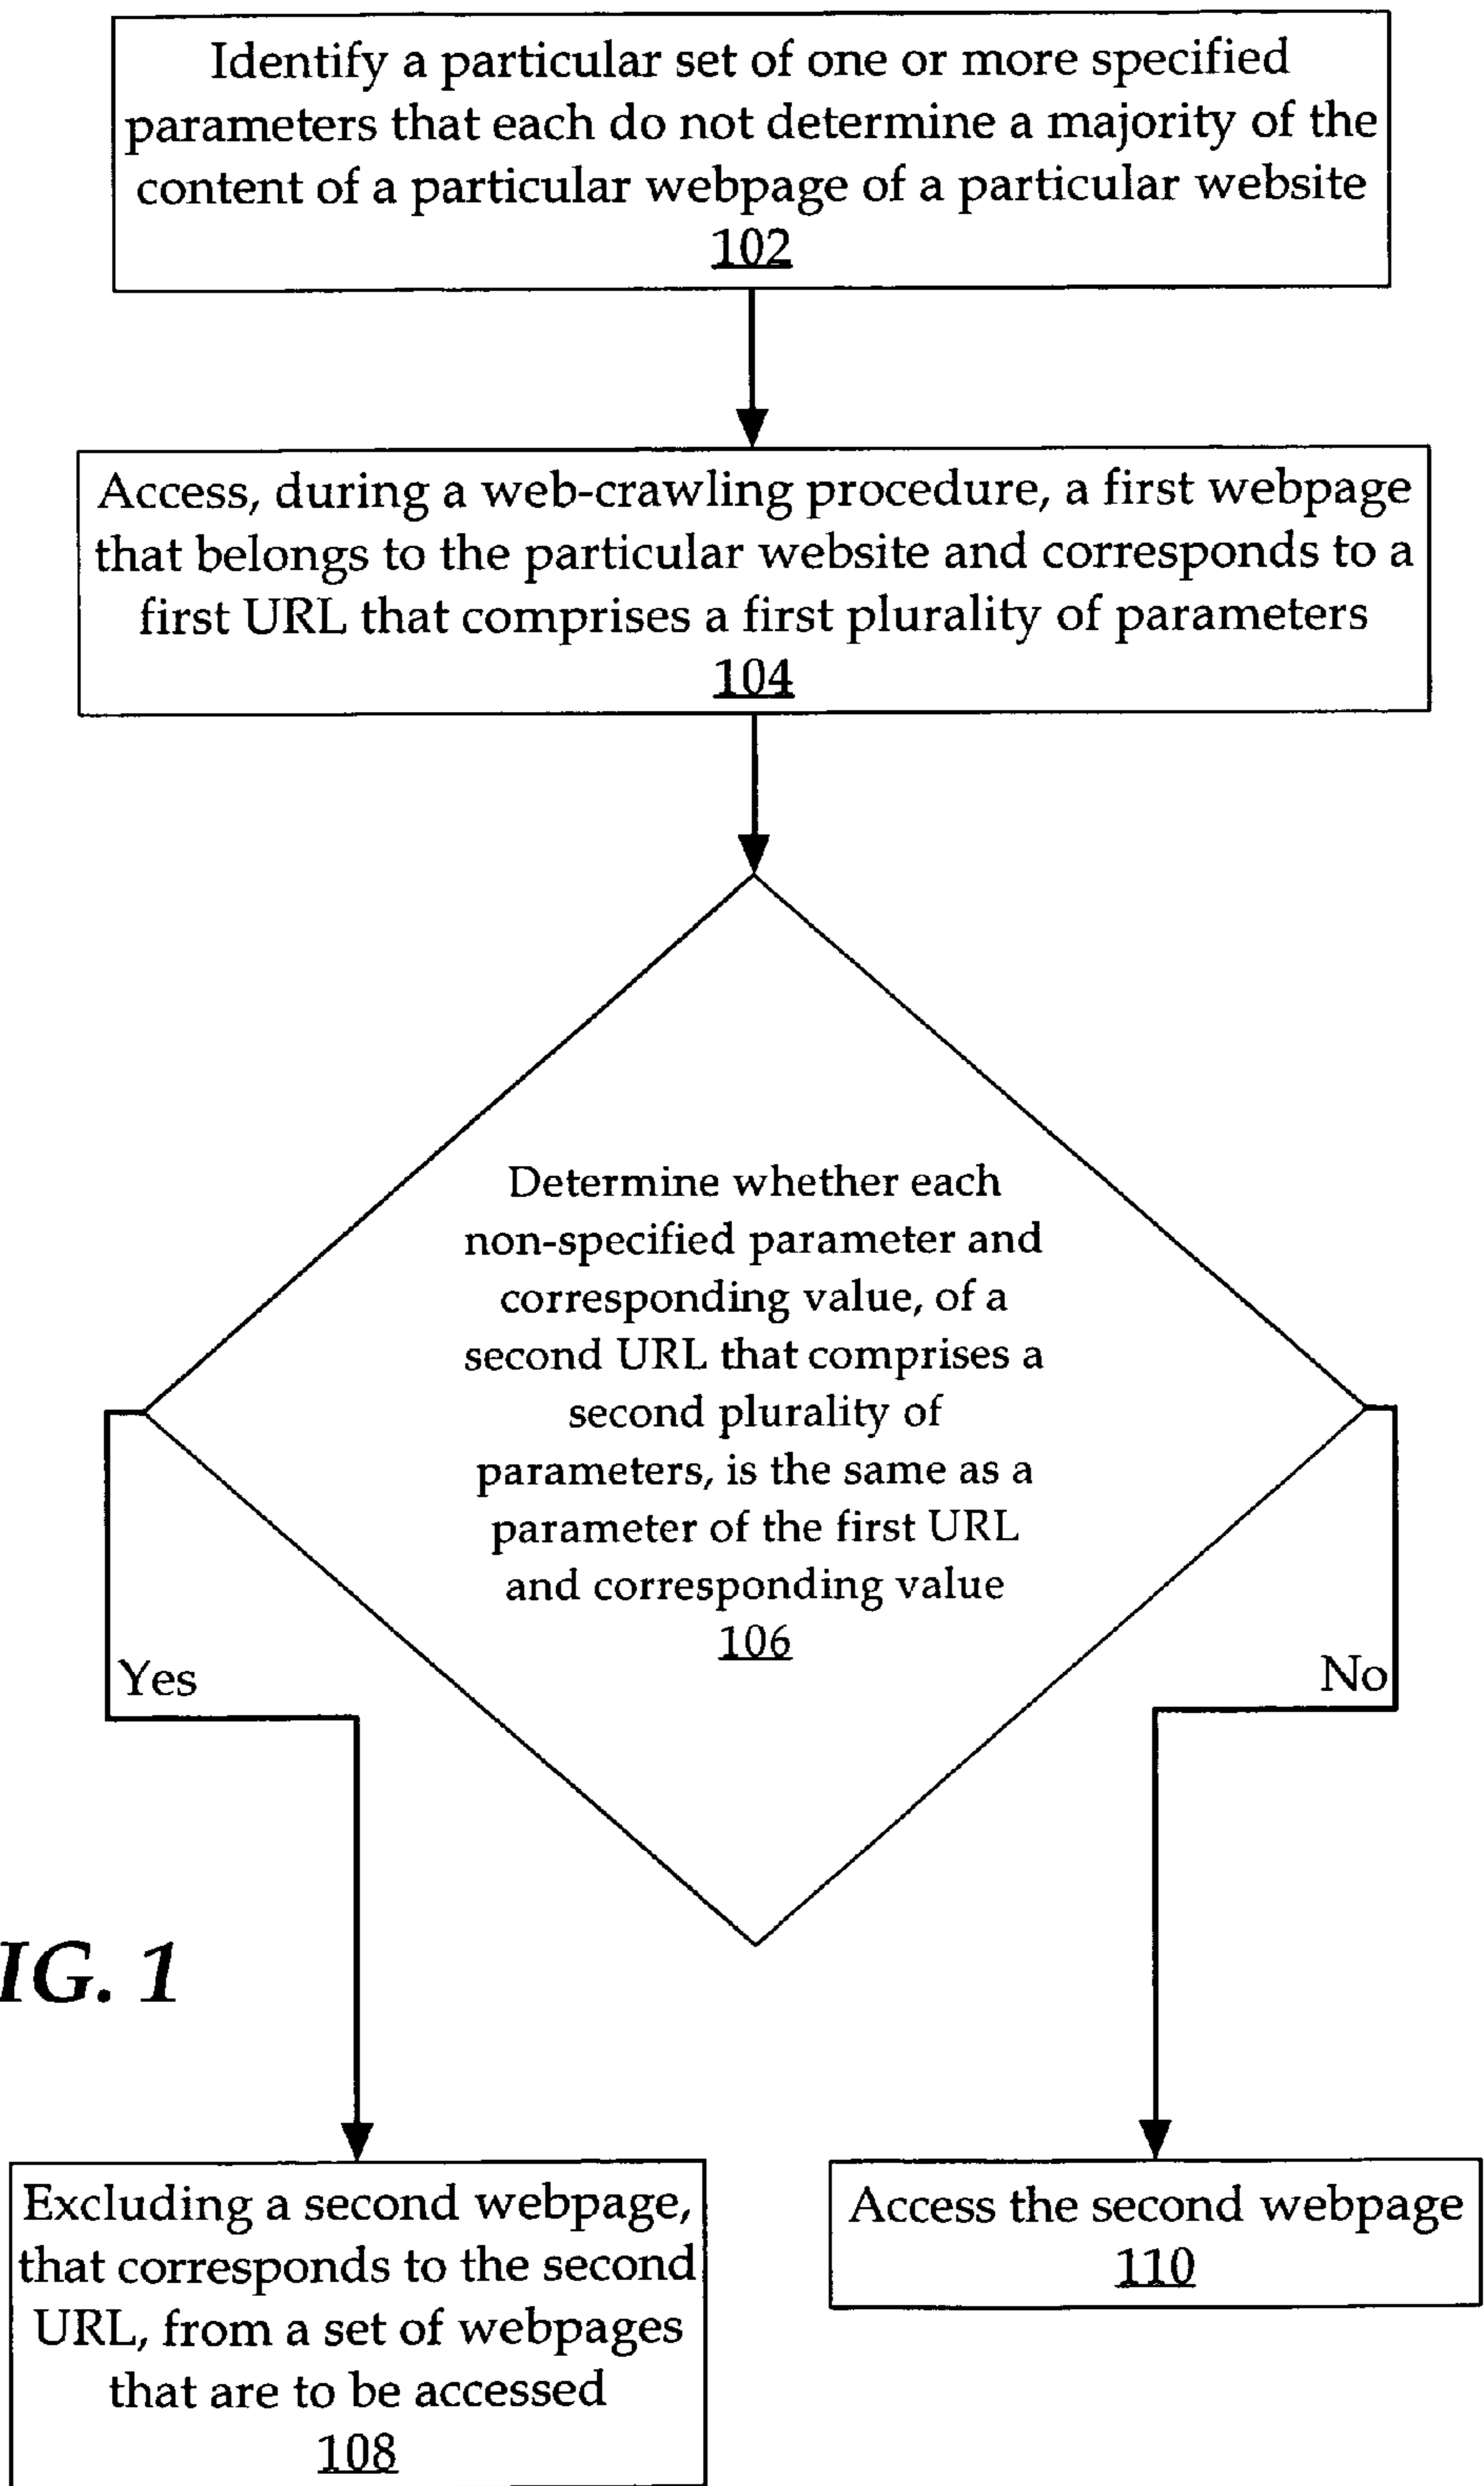 Identify a particular set of one or more specified
parameters that each do not determine a majority of the
content of a particular webpage of a particular website
102
Access, during a web-crawling procedure, a first webpage
that belongs to the particular website and corresponds to a
first URL that comprises a first plurality of parameters
104
Determine whether each
non-specified parameter and
corresponding value, of a
second URL that comprises a
second plurality of
parameters, is the same as a
parameter of the first URL
and corresponding value
106
Yes
No
IG. 1
Excluding a second webpage,
that corresponds to the second
URL, from a set of webpages
that are to be accessed
108
Access the second webpage
110